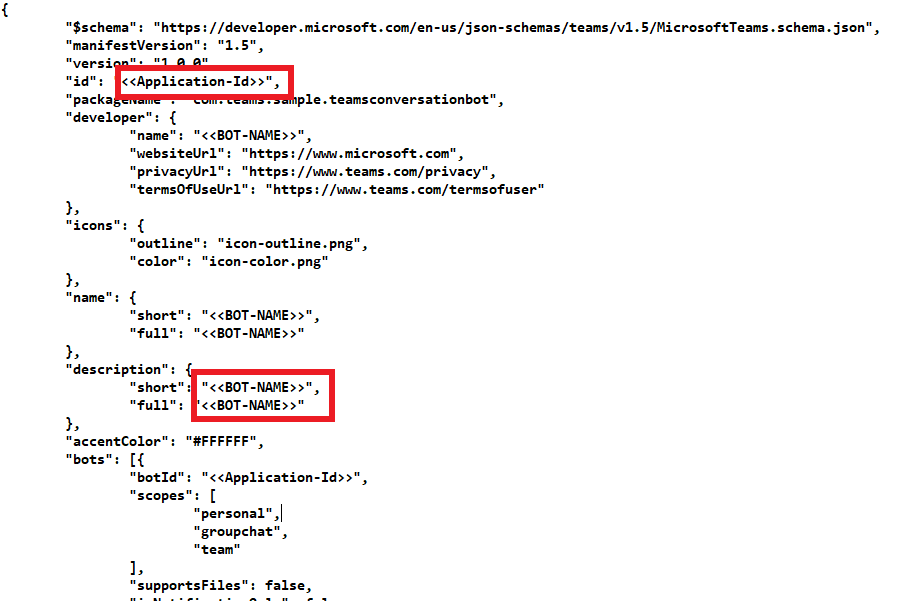 {
"$schema": "https://developer.microsoft.com/en-us/json-schemas/teams/v1.5/MicrosoftTeams.schema.json",
"manifestVersion": "1.5",
"version": "1.0.0"
"id": "<<Application-Id>>",
"packageName": "com.teams.sample.teamsconversationbot",
"developer": {
"name": "<<BOT-NAME>>",
"websiteUrl": "https://www.microsoft.com",
"privacyUrl": "https://www.teams.com/privacy",
"termsOfUseUrl": "https://www.teams.com/termsofuser"
},
"icons": {
"outline": "icon-outline.png",
"color": "icon-color.png"
},
"name": {
"short": "<<BOT-NAME>>",
"full": "<<BOT-NAME>>"
},
"description": {
"short": "<<BOT-NAME>>",
"full": "<<BOT-NAME>>"
},
"accentColor": "#FFFFFF",
"bots": [{
"botId": "<<Application-Id>>",
"scopes": [
"personal",
"groupchat",
"team"
],
"supportsFiles": false,